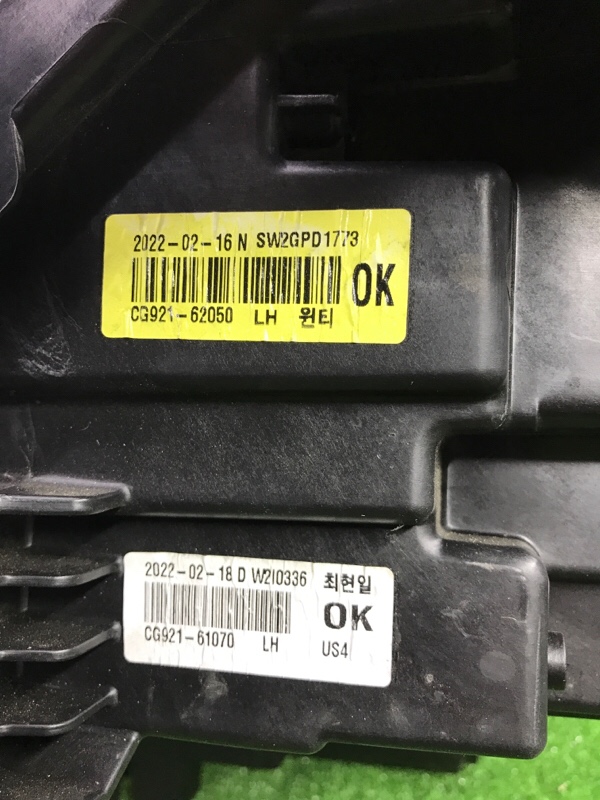 2022-02-16 N SW2GPD1773
OK
CG921-62050 LH 윈티
2022-02-18 D W2I0336 최현일
OK
CG921-61070 LH US4